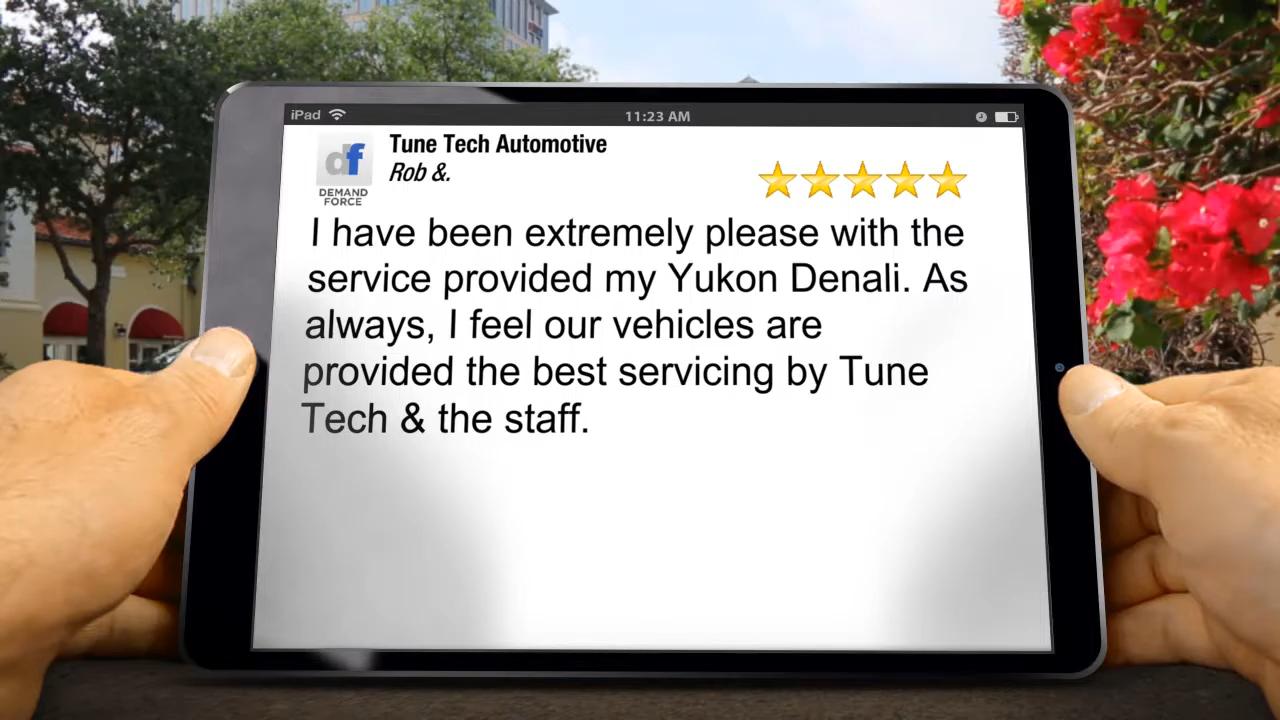 iPad 11:23 AM
df
DEMAND
FORCE
Tune Tech Automotive
Rob &.
I have been extremely please with the
service provided my Yukon Denali. As
always, I feel our vehicles are
provided the best servicing by Tune
Tech & the staff.